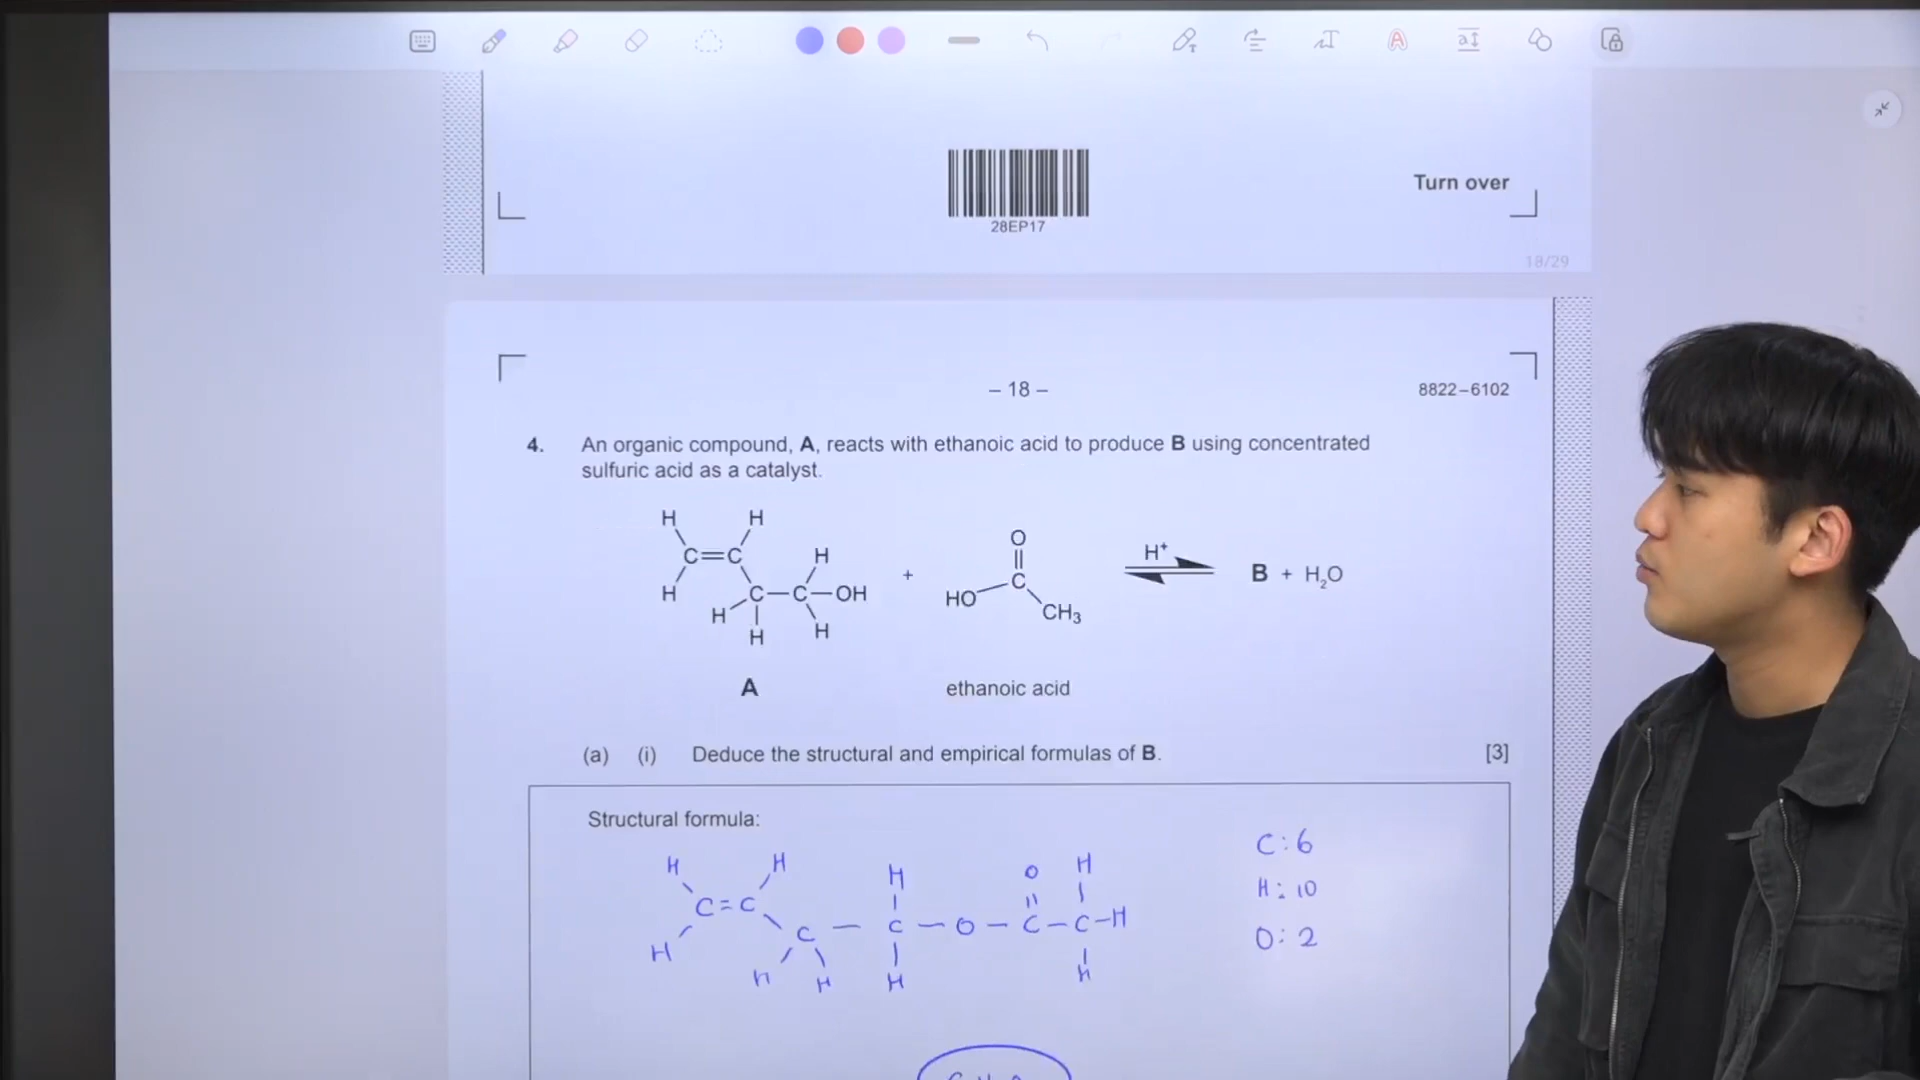 28EP17
Turn over
18/29
– 18 –
8822–6102
4. An organic compound, A, reacts with ethanoic acid to produce B using concentrated
sulfuric acid as a catalyst.
H H
C=C H
H C–C–OH
H
H H
+
O
C
HO
CH₃
H⁺
B + H₂O
A
ethanoic acid
(a) (i) Deduce the structural and empirical formulas of B. [3]
Structural formula:
H H H O H
C=C
C – C – O – C – C–H
H H H H H
C: 6
H: 10
O: 2